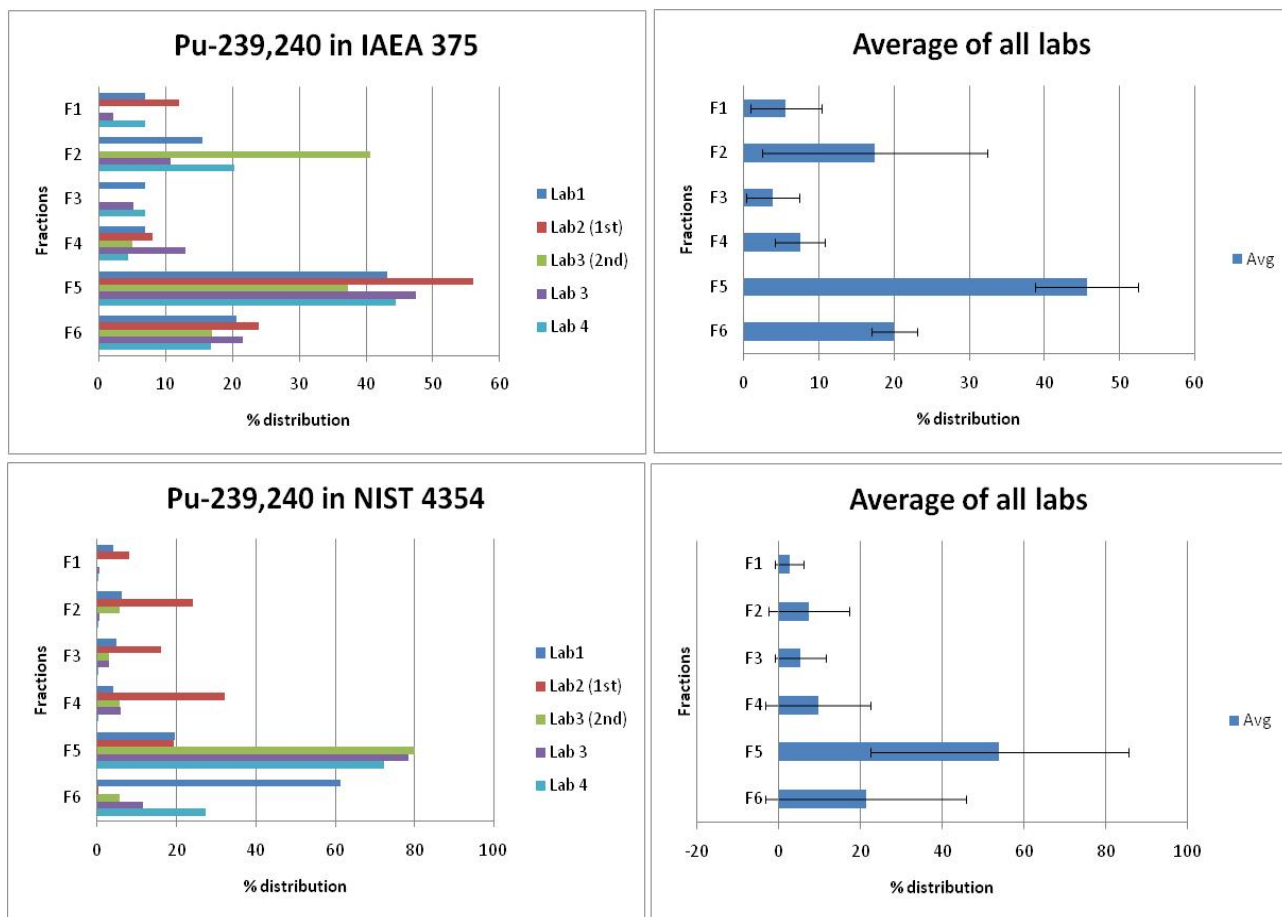 Pu-239,240 in IAEA 375
Fractions
F1
F2
F3
F4
F5
F6
0 10 20 30 40 50 60
% distribution
Lab1
Lab2 (1st)
Lab3 (2nd)
Lab 3
Lab 4
Average of all labs
Fractions
F1
F2
F3
F4
F5
F6
0 10 20 30 40 50 60
% distribution
Avg
Pu-239,240 in NIST 4354
Fractions
F1
F2
F3
F4
F5
F6
0 20 40 60 80 100
% distribution
Lab1
Lab2 (1st)
Lab3 (2nd)
Lab 3
Lab 4
Average of all labs
Fractions
F1
F2
F3
F4
F5
F6
-20 0 20 40 60 80 100
% distribution
Avg